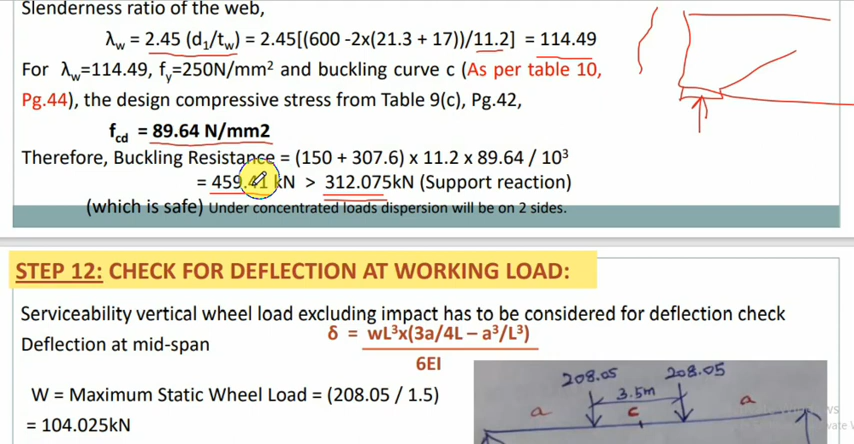 Slenderness ratio of the web,
λw = 2.45 (d1/tw) = 2.45[(600 -2x(21.3 + 17))/11.2] = 114.49
For λw=114.49, fy=250N/mm² and buckling curve c (As per table 10,
Pg.44), the design compressive stress from Table 9(c), Pg.42,
fcd = 89.64 N/mm2
Therefore, Buckling Resistance = (150 + 307.6) x 11.2 x 89.64 / 10³
= 459.41 kN > 312.075kN (Support reaction)
(which is safe) Under concentrated loads dispersion will be on 2 sides.
STEP 12: CHECK FOR DEFLECTION AT WORKING LOAD:
Serviceability vertical wheel load excluding impact has to be considered for deflection check
Deflection at mid-span
δ = wL³x(3a/4L – a³/L³)
6EI
W = Maximum Static Wheel Load = (208.05 / 1.5)
= 104.025kN
208.05 208.05
3.5m
a c a